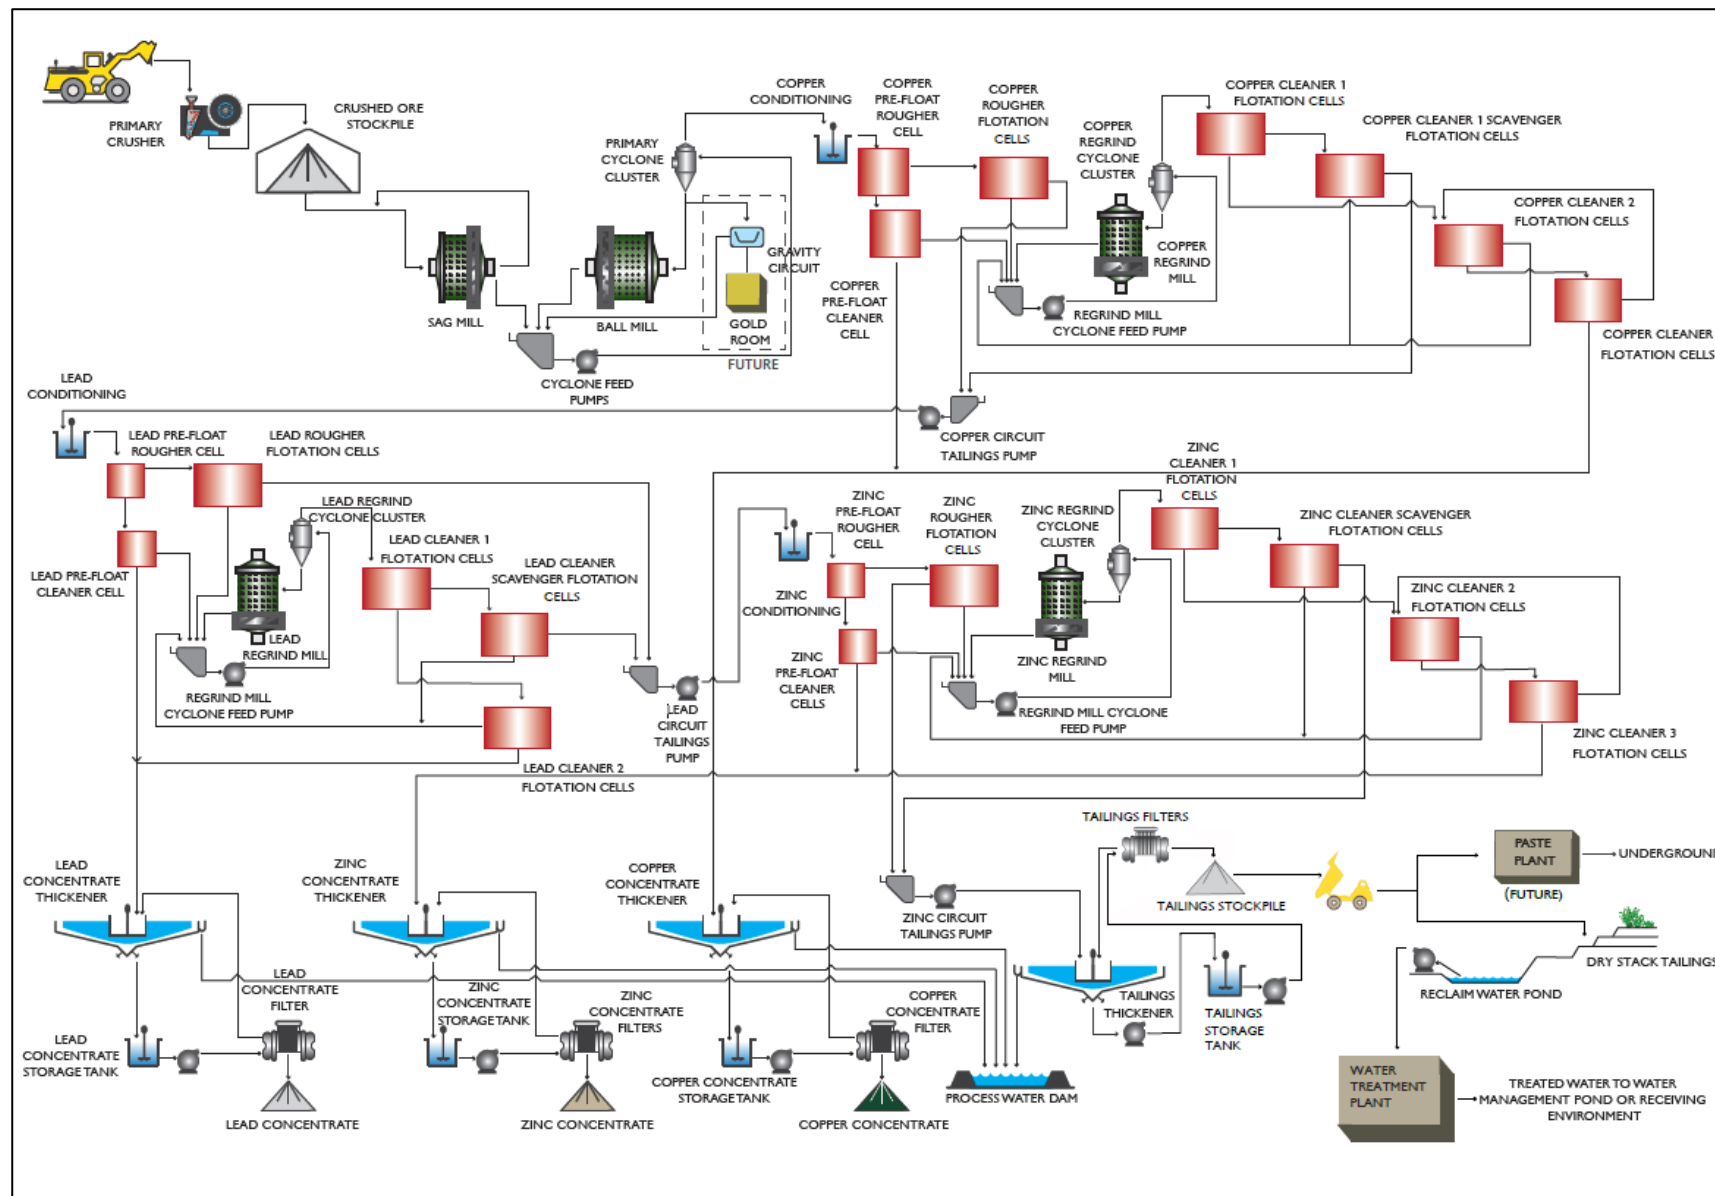 PRIMARY
CRUSHER
CRUSHED ORE
STOCKPILE
SAG MILL
BALL MILL
PRIMARY
CYCLONE
CLUSTER
GRAVITY
CIRCUIT
GOLD
ROOM
FUTURE
CYCLONE FEED
PUMPS
COPPER
CONDITIONING
COPPER
PRE-FLOAT
ROUGHER
CELL
COPPER
ROUGHER
FLOTATION
CELLS
COPPER PRE-FLOAT
CLEANER
CELL
COPPER
REGRIND
CYCLONE
CLUSTER
COPPER
REGRIND
MILL
REGRIND MILL
CYCLONE FEED PUMP
COPPER CLEANER 1
FLOTATION CELLS
COPPER CLEANER 1 SCAVENGER
FLOTATION CELLS
COPPER CLEANER 2
FLOTATION CELLS
COPPER CLEANER
FLOTATION CELLS
COPPER CIRCUIT
TAILINGS PUMP
LEAD
CONDITIONING
LEAD PRE-FLOAT
ROUGHER CELL
LEAD ROUGHER
FLOTATION CELLS
LEAD PRE-FLOAT
CLEANER CELL
LEAD REGRIND
CYCLONE CLUSTER
LEAD
REGRIND MILL
REGRIND MILL
CYCLONE FEED PUMP
LEAD CLEANER 1
FLOTATION CELLS
LEAD CLEANER
SCAVENGER FLOTATION
CELLS
LEAD CLEANER 2
FLOTATION CELLS
LEAD
CIRCUIT
TAILINGS
PUMP
ZINC
CONDITIONING
ZINC
PRE-FLOAT
ROUGHER
CELL
ZINC
ROUGHER
FLOTATION
CELLS
ZINC
PRE-FLOAT
CLEANER
CELLS
ZINC REGRIND
CYCLONE
CLUSTER
ZINC REGRIND
MILL
REGRIND MILL CYCLONE
FEED PUMP
ZINC
CLEANER 1
FLOTATION
CELLS
ZINC CLEANER SCAVENGER
FLOTATION CELLS
ZINC CLEANER 2
FLOTATION CELLS
ZINC CLEANER 3
FLOTATION CELLS
LEAD
CONCENTRATE
THICKENER
ZINC
CONCENTRATE
THICKENER
COPPER
CONCENTRATE
THICKENER
ZINC CIRCUIT
TAILINGS PUMP
TAILINGS FILTERS
TAILINGS STOCKPILE
PASTE
PLANT
(FUTURE)
UNDERGROUND
DRY STACK TAILINGS
RECLAIM WATER POND
TAILINGS
THICKENER
TAILINGS
STORAGE
TANK
LEAD
CONCENTRATE
FILTER
LEAD
CONCENTRATE
STORAGE TANK
LEAD CONCENTRATE
ZINC
CONCENTRATE
STORAGE TANK
ZINC
CONCENTRATE
FILTERS
ZINC CONCENTRATE
COPPER CONCENTRATE
STORAGE TANK
COPPER
CONCENTRATE
FILTER
COPPER CONCENTRATE
PROCESS WATER DAM
WATER
TREATMENT
PLANT
TREATED WATER TO WATER
MANAGEMENT POND OR RECEIVING
ENVIRONMENT